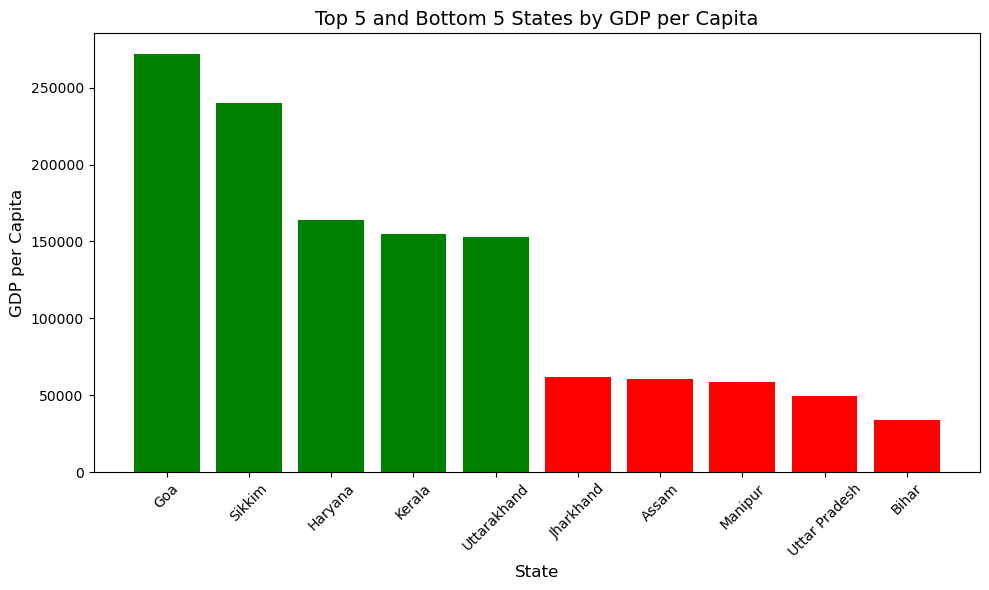 Top 5 and Bottom 5 States by GDP per Capita
GDP per Capita
250000
200000
150000
100000
50000
0
Goa
Sikkim
Haryana
Kerala
Uttarakhand
Jharkhand
Assam
Manipur
Uttar Pradesh
Bihar
State